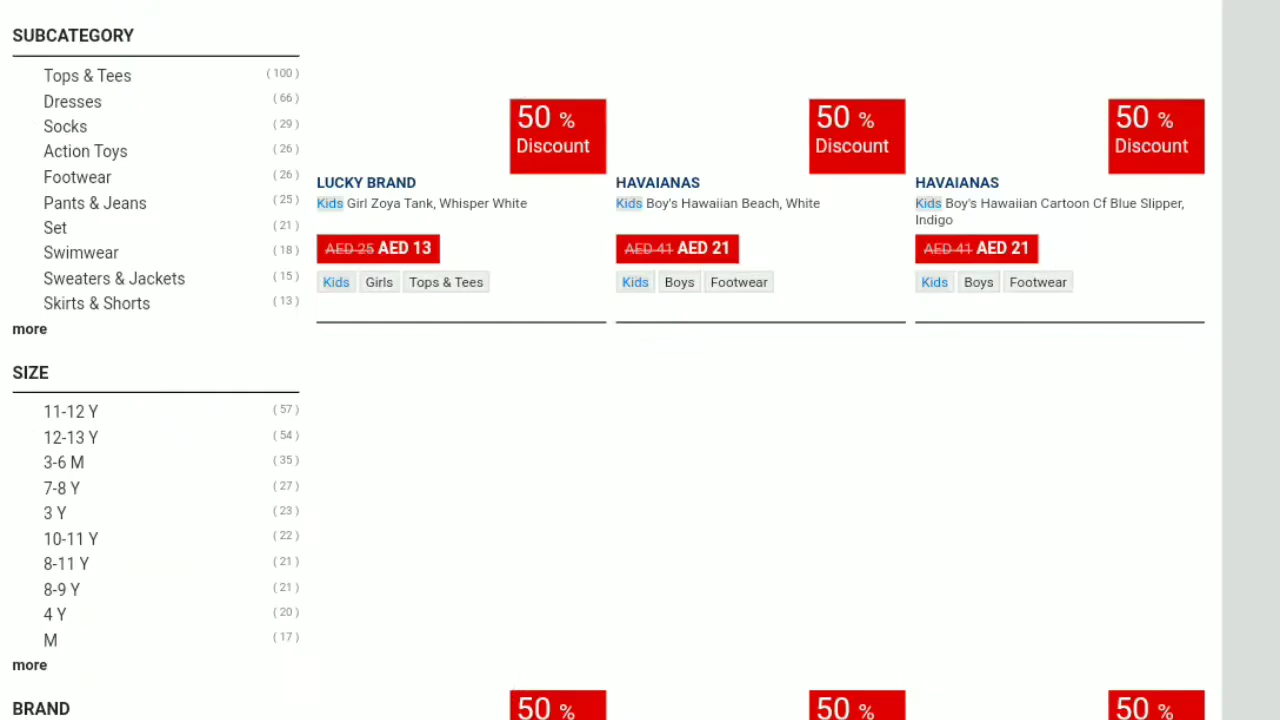 SUBCATEGORY
Tops & Tees ( 100 )
Dresses ( 66 )
Socks ( 29 )
Action Toys ( 26 )
Footwear ( 26 )
Pants & Jeans ( 25 )
Set ( 21 )
Swimwear ( 18 )
Sweaters & Jackets ( 15 )
Skirts & Shorts ( 13 )
more
SIZE
11-12 Y ( 57 )
12-13 Y ( 54 )
3-6 M ( 35 )
7-8 Y ( 27 )
3 Y ( 23 )
10-11 Y ( 22 )
8-11 Y ( 21 )
8-9 Y ( 21 )
4 Y ( 20 )
M ( 17 )
more
BRAND
50 %
Discount
LUCKY BRAND
Kids Girl Zoya Tank, Whisper White
AED 25 AED 13
Kids Girls Tops & Tees
50 %
Discount
HAVAIANAS
Kids Boy's Hawaiian Beach, White
AED 41 AED 21
Kids Boys Footwear
50 %
Discount
HAVAIANAS
Kids Boy's Hawaiian Cartoon Cf Blue Slipper,
Indigo
AED 41 AED 21
Kids Boys Footwear
50 %
50 %
50 %